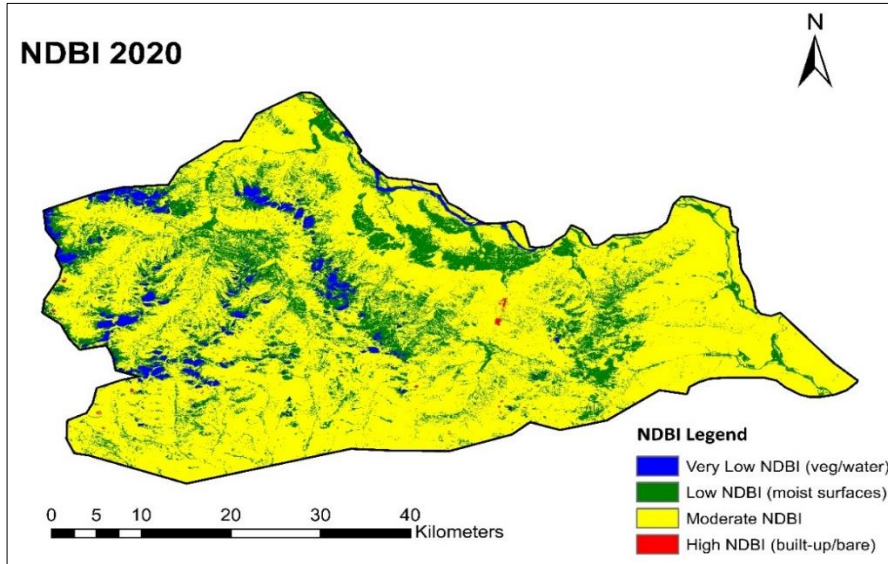 NDBI 2020
N
NDBI Legend
Very Low NDBI (veg/water)
Low NDBI (moist surfaces)
Moderate NDBI
High NDBI (built-up/bare)
0 5 10 20 30 40
Kilometers